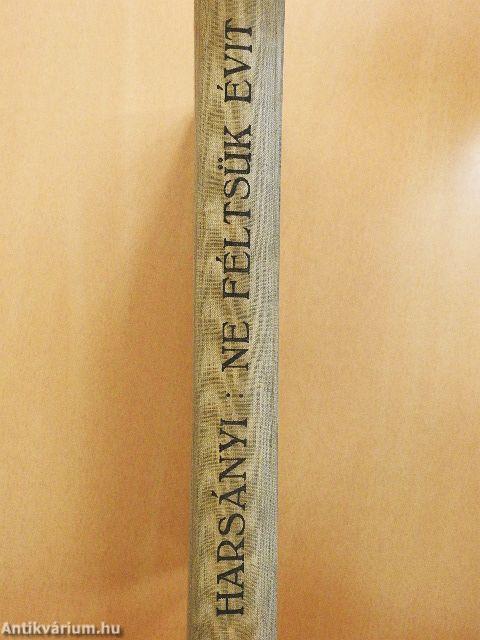 HARSÁNYI : NE FÉLTSÜK ÉVIT
Antikvárium.hu